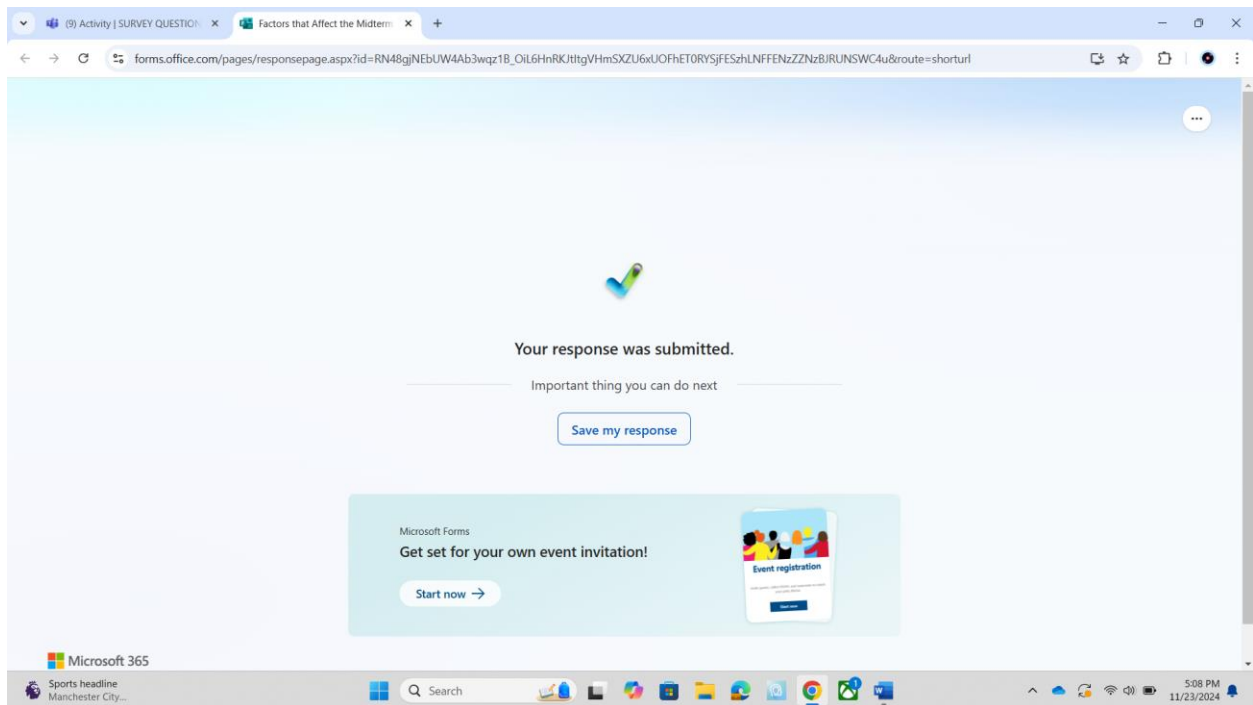 (9) Activity | SURVEY QUESTION
Factors that Affect the Midterm
forms.office.com/pages/responsepage.aspx?id=RN48gjNEbUW4Ab3wqz1B_OiL6HnRKJtItgVHmSXZU6xUOFhET0RYSjFESzhLNFFENzZZNzBJRUNSWC4u&route=shorturl
Your response was submitted.
Important thing you can do next
Save my response
Microsoft Forms
Get set for your own event invitation!
Start now →
Event registration
Microsoft 365
Sports headline
Manchester City...
Search
5:08 PM
11/23/2024